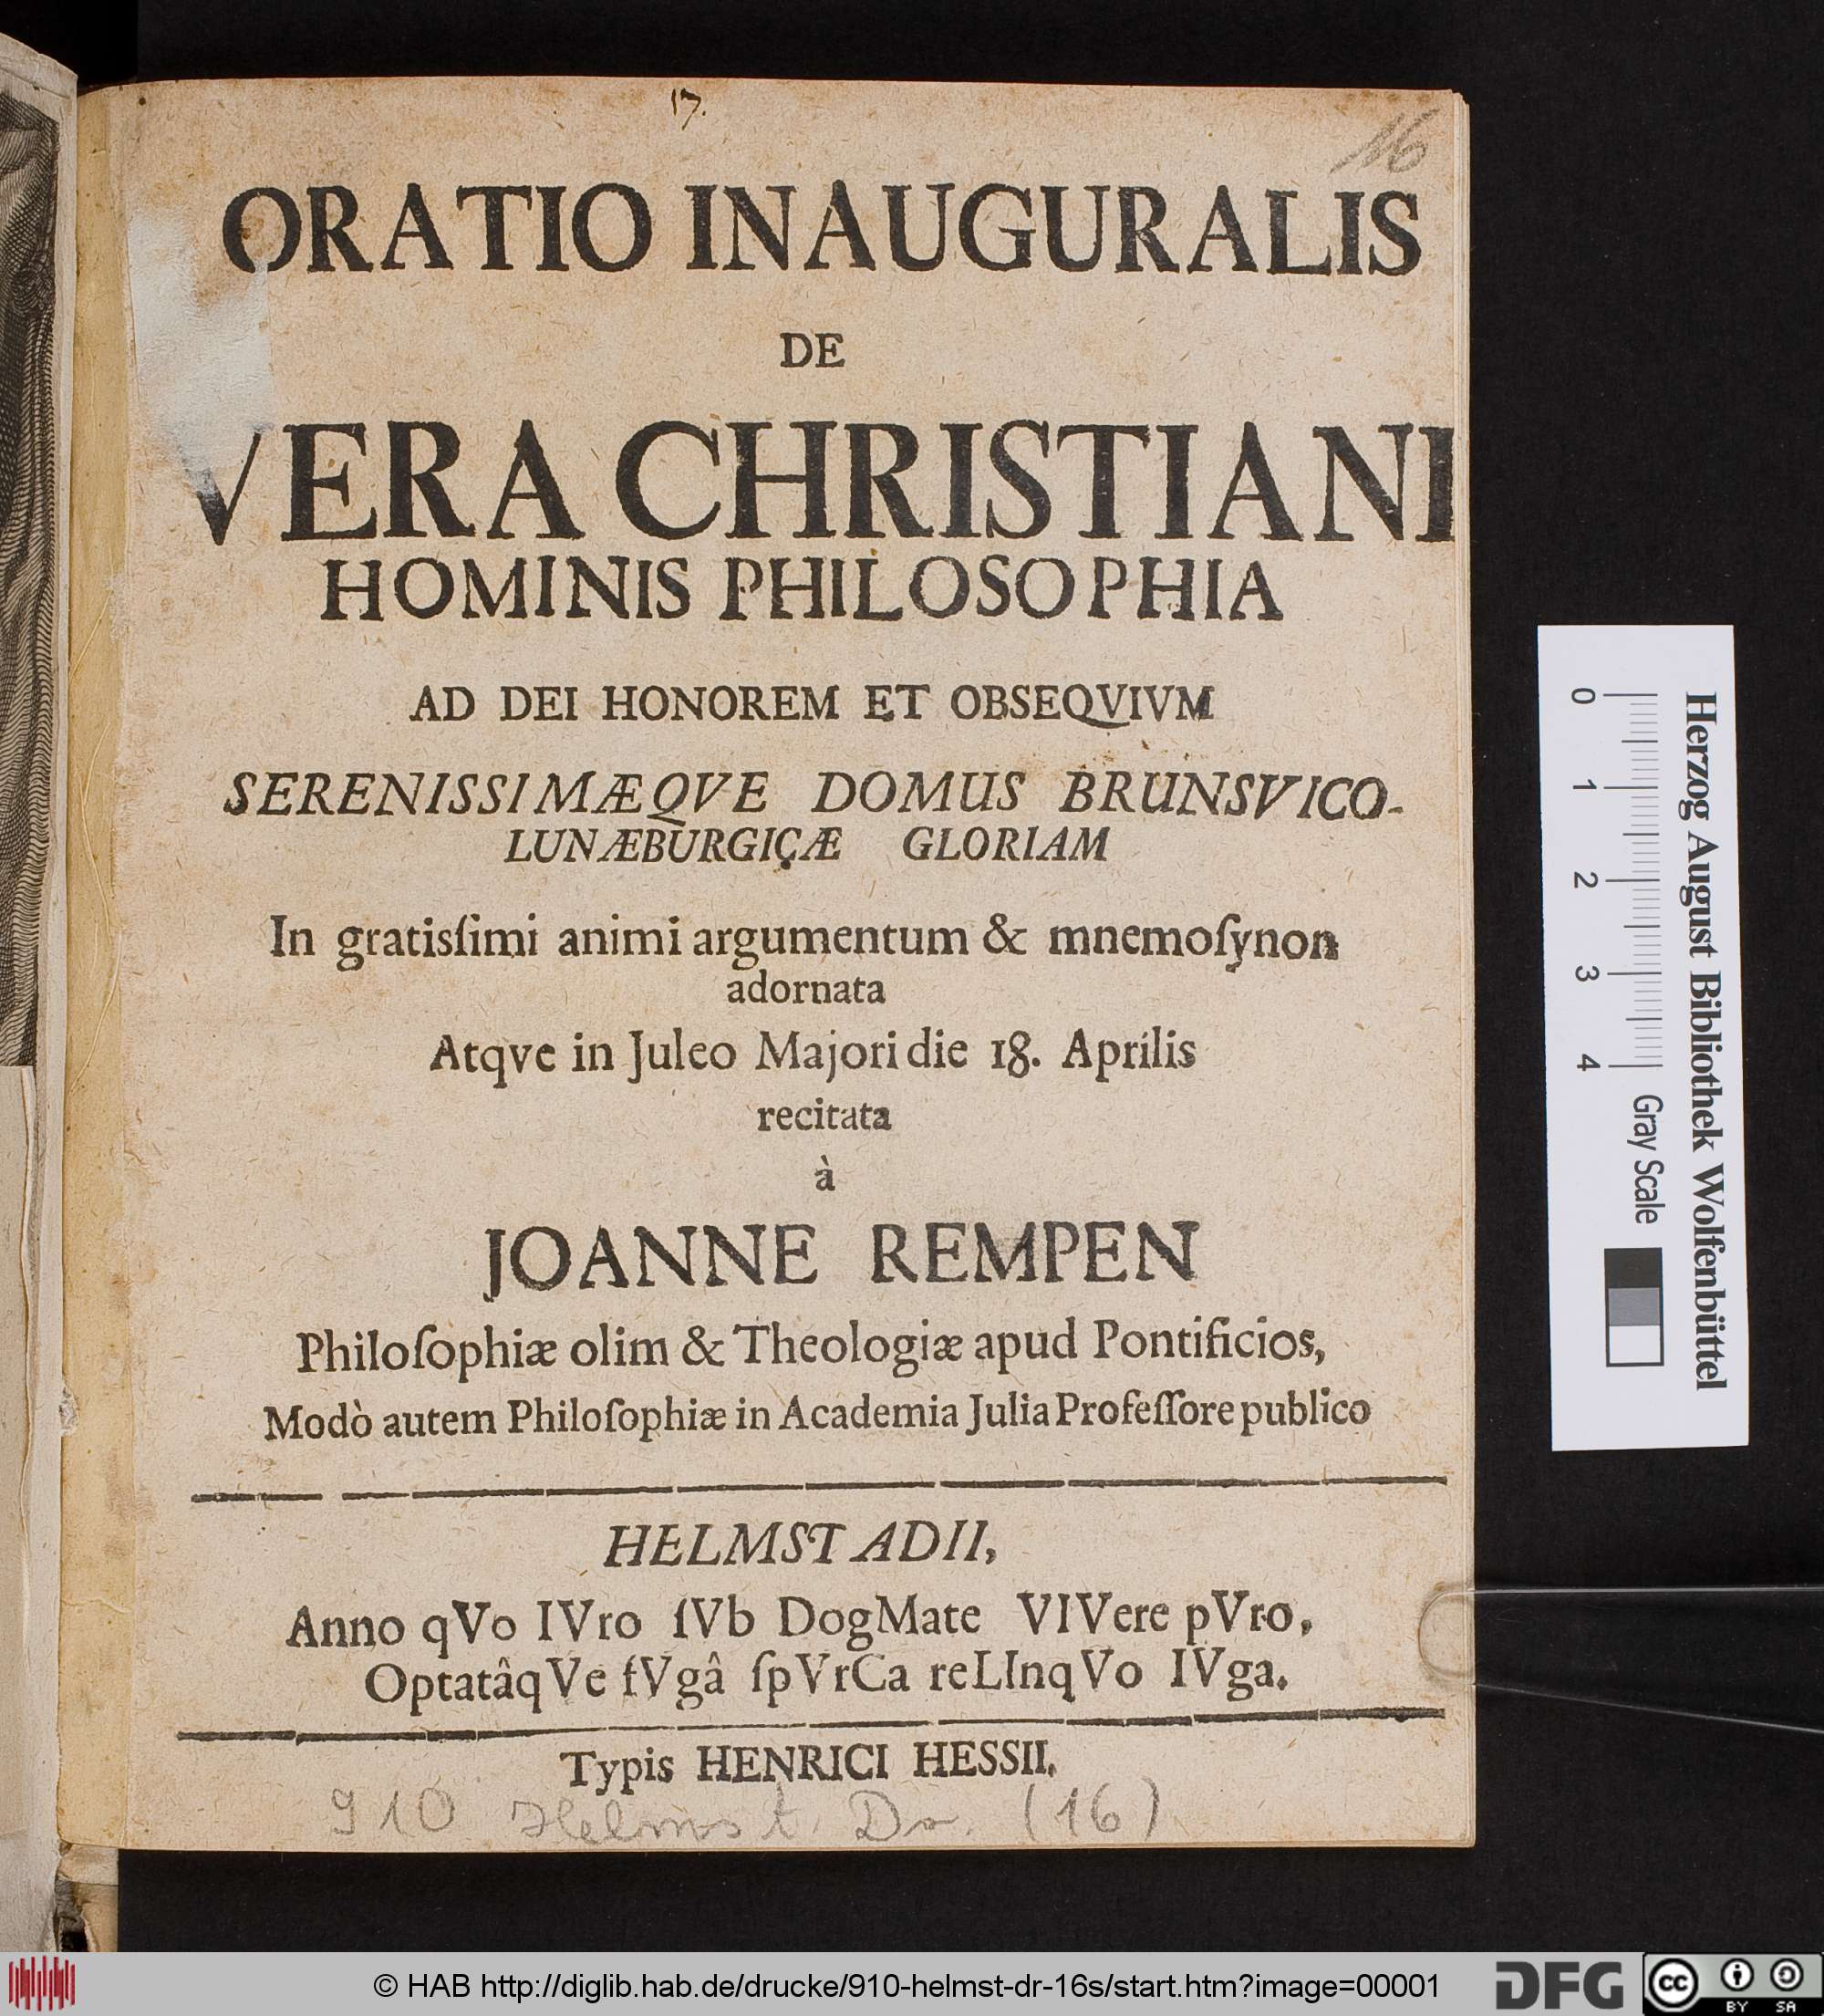 17.
16
ORATIO INAUGURALIS
DE
VERA CHRISTIANI
HOMINIS PHILOSOPHIA
AD DEI HONOREM ET OBSEQVIVM
SERENISSIMÆQVE DOMUS BRUNSVICO-
LUNÆBURGICÆ GLORIAM
In gratisſimi animi argumentum & mnemoſynon
adornata
Atqve in Juleo Majori die 18. Aprilis
recitata
à
JOANNE REMPEN
Philoſophiæ olim & Theologiæ apud Pontificios,
Modò autem Philoſophiæ in Academia Julia Profeſſore publico
HELMSTADII,
Anno qVo IVro ſVb DogMate VIVere pVro,
OptatâqVe fVgâ ſpVrCa reLInqVo IVga.
Typis HENRICI HESSII.
910 Helmst. Dr. (16)
Herzog August Bibliothek Wolfenbüttel
0 1 2 3 4 Gray Scale
© HAB http://diglib.hab.de/drucke/910-helmst-dr-16s/start.htm?image=00001
DFG
cc BY SA